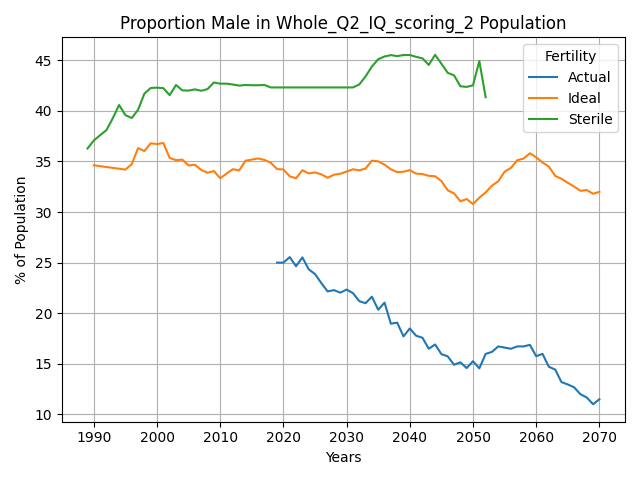 Proportion Male in Whole_Q2_IQ_scoring_2 Population
% of Population
45
40
35
30
25
20
15
10
Fertility
Actual
Ideal
Sterile
1990 2000 2010 2020 2030 2040 2050 2060 2070
Years